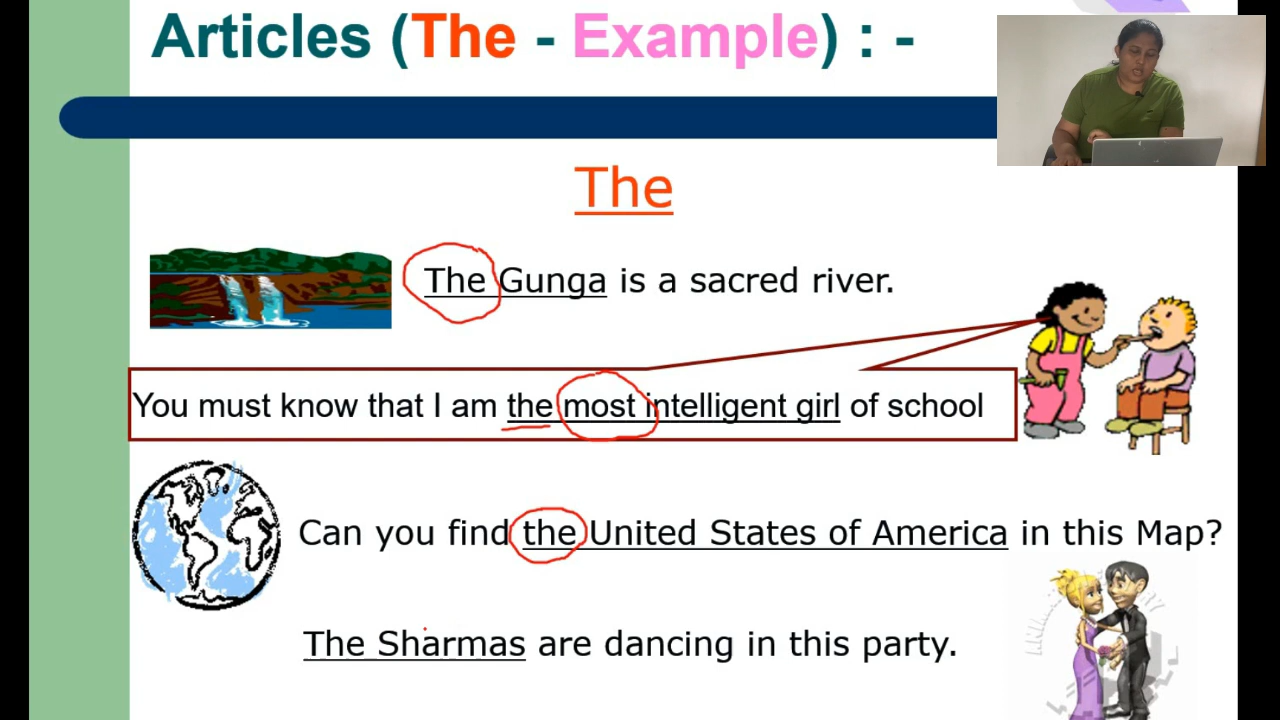 Articles (The - Example) : -
The
The Gunga is a sacred river.
You must know that I am the most intelligent girl of school
Can you find the United States of America in this Map?
The Sharmas are dancing in this party.